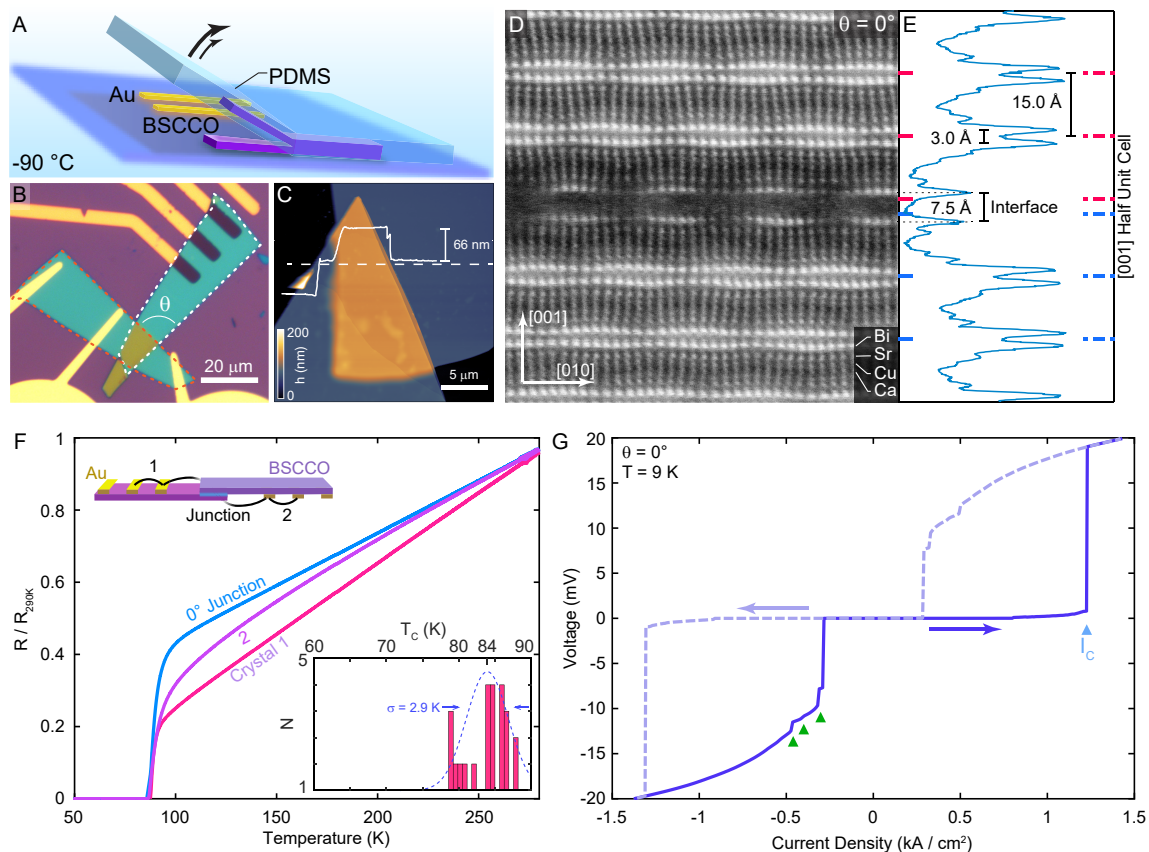 A
PDMS
Au
BSCCO
-90 °C
B
θ
20 μm
C
66 nm
200
h (nm)
0
5 μm
D
θ = 0°
[001]
[010]
Bi
Sr
Cu
Ca
E
15.0 Å
3.0 Å
7.5 Å
Interface
[001] Half Unit Cell
F
1
0.8
0.6
0.4
0.2
0
R / R290K
50
100
150
200
250
Temperature (K)
Au
1
BSCCO
Junction
2
0° Junction
2
Crystal 1
TC (K)
60
70
80
84
90
5
N
1
σ = 2.9 K
G
θ = 0°
T = 9 K
20
15
10
5
0
-5
-10
-15
-20
Voltage (mV)
IC
-1.5
-1
-0.5
0
0.5
1
1.5
Current Density (kA / cm²)